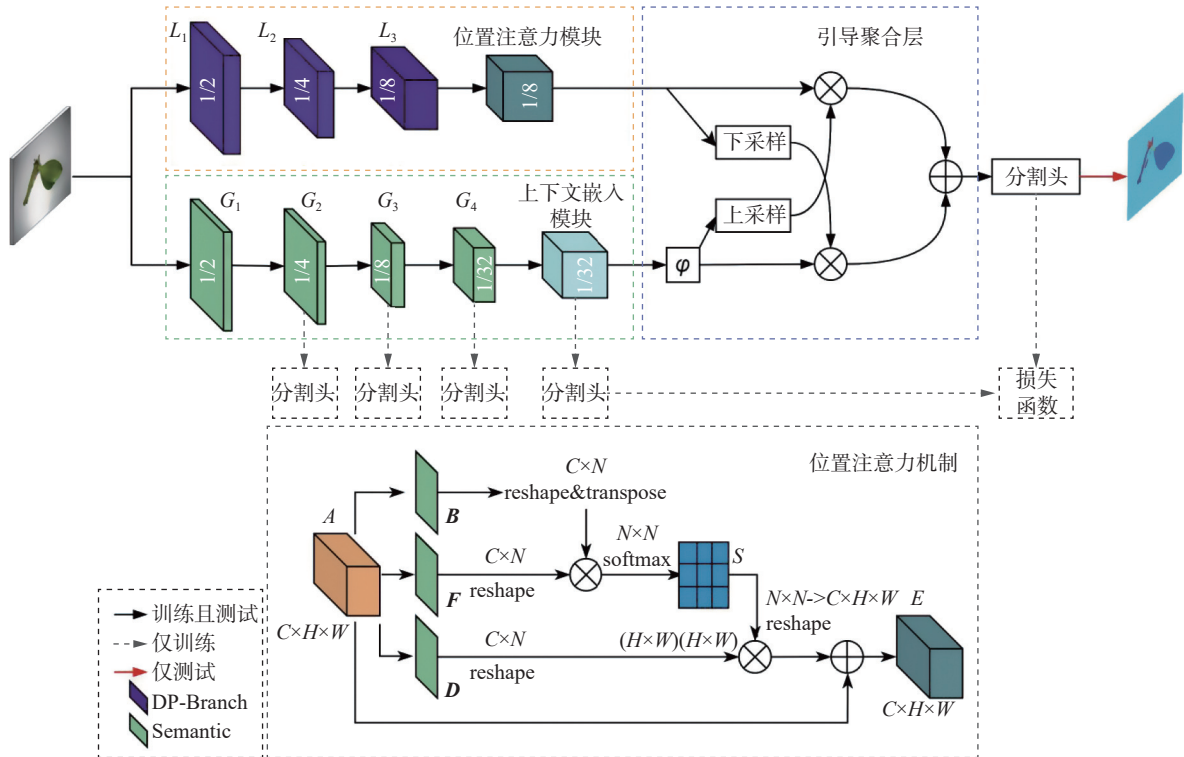 L₁
L₂
L₃
位置注意力模块
引导聚合层
1/2
1/4
1/8
1/8
下采样
上采样
分割头
G₁
G₂
G₃
G₄
上下文嵌入
模块
1/2
1/4
1/8
1/32
1/32
φ
分割头
分割头
分割头
分割头
损失
函数
位置注意力机制
C×N
reshape&transpose
B
A
C×H×W
C×N
reshape
F
N×N
softmax
S
N×N->C×H×W
reshape
E
C×N
reshape
D
(H×W)(H×W)
C×H×W
训练且测试
仅训练
仅测试
DP-Branch
Semantic